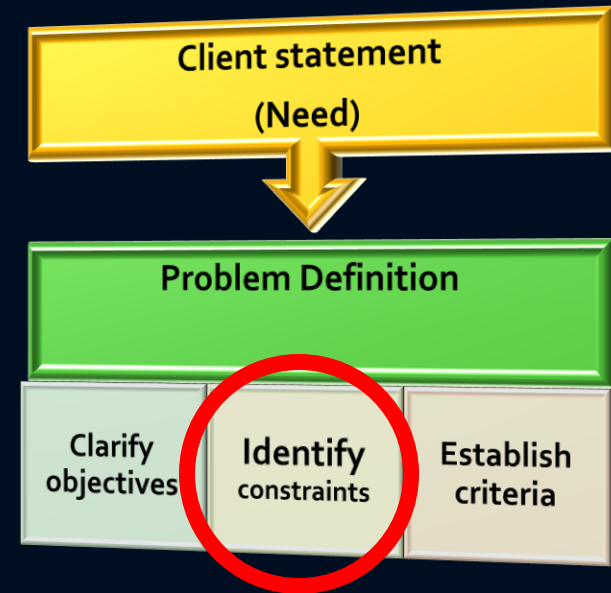 Client statement
(Need)
Problem Definition
Clarify
objectives
Identify
constraints
Establish
criteria